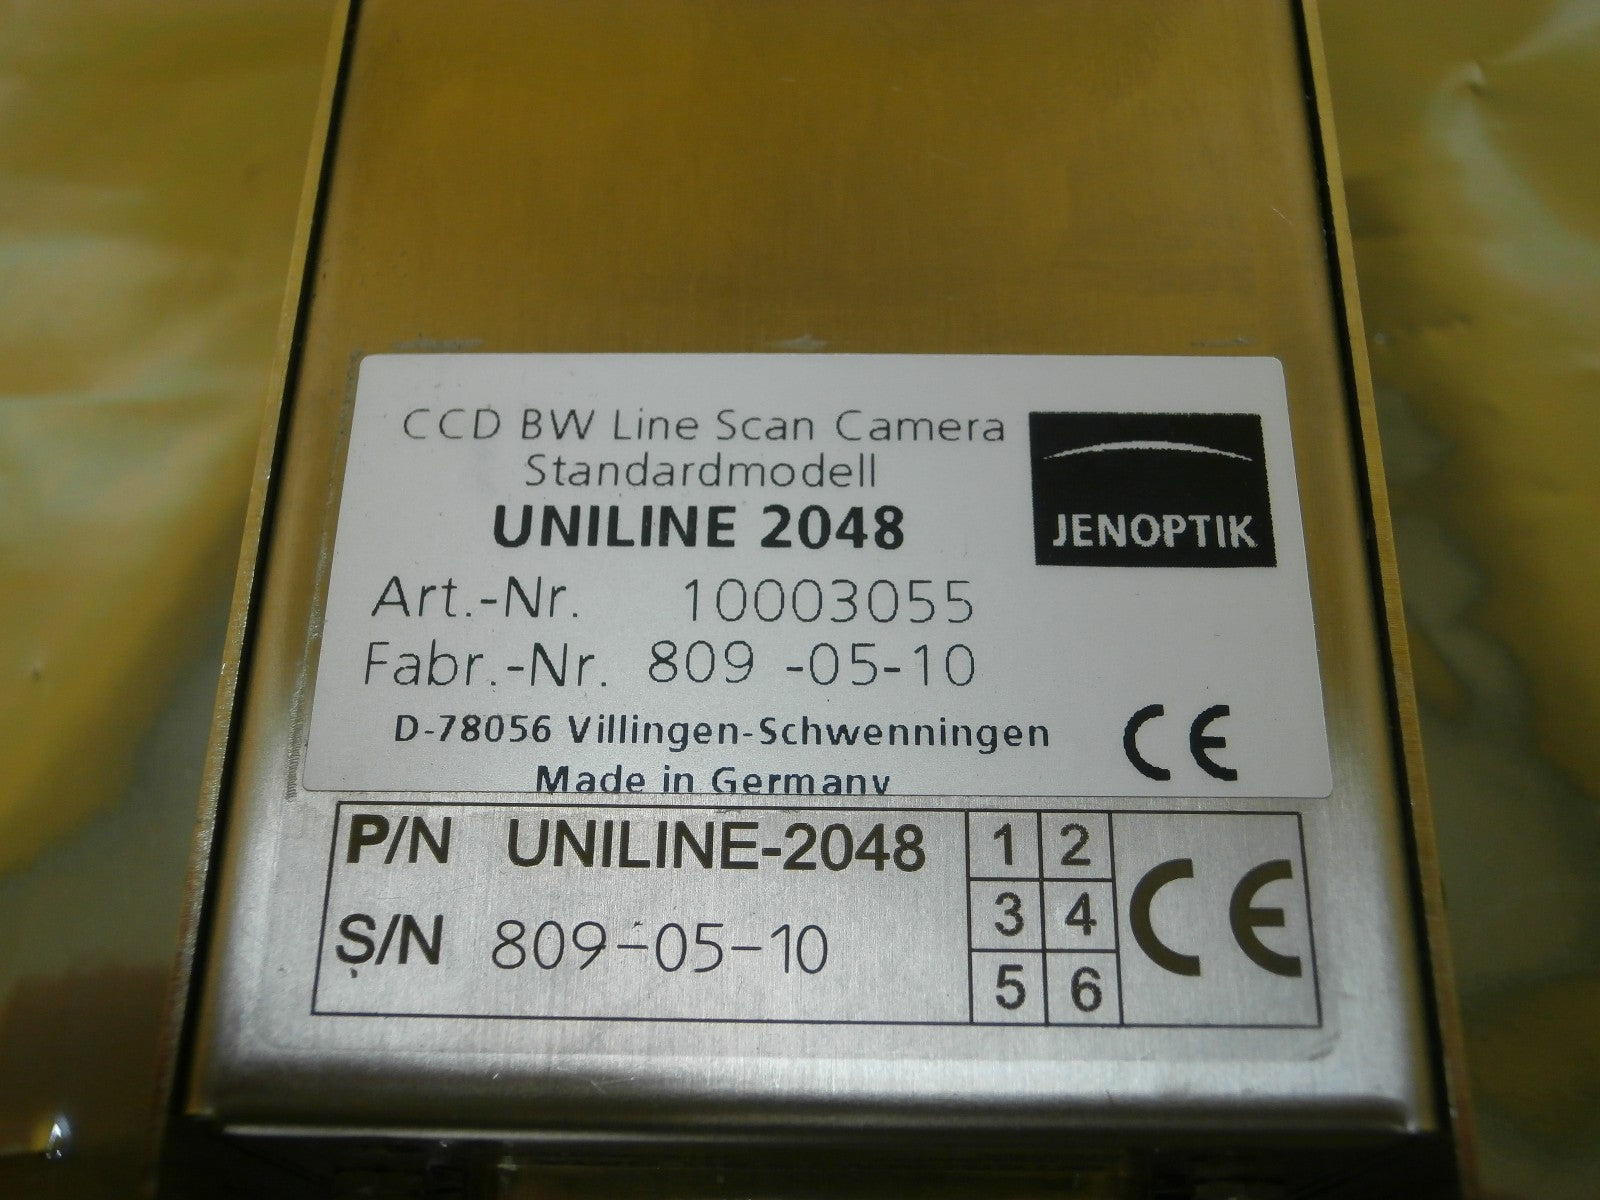 CCD BW Line Scan Camera
Standardmodell
UNILINE 2048
JENOPTIK
Art.-Nr. 10003055
Fabr.-Nr. 809 -05-10
D-78056 Villingen-Schwenningen
CE
Made in Germany
P/N UNILINE-2048
S/N 809-05-10
1 2
3 4
5 6
CE